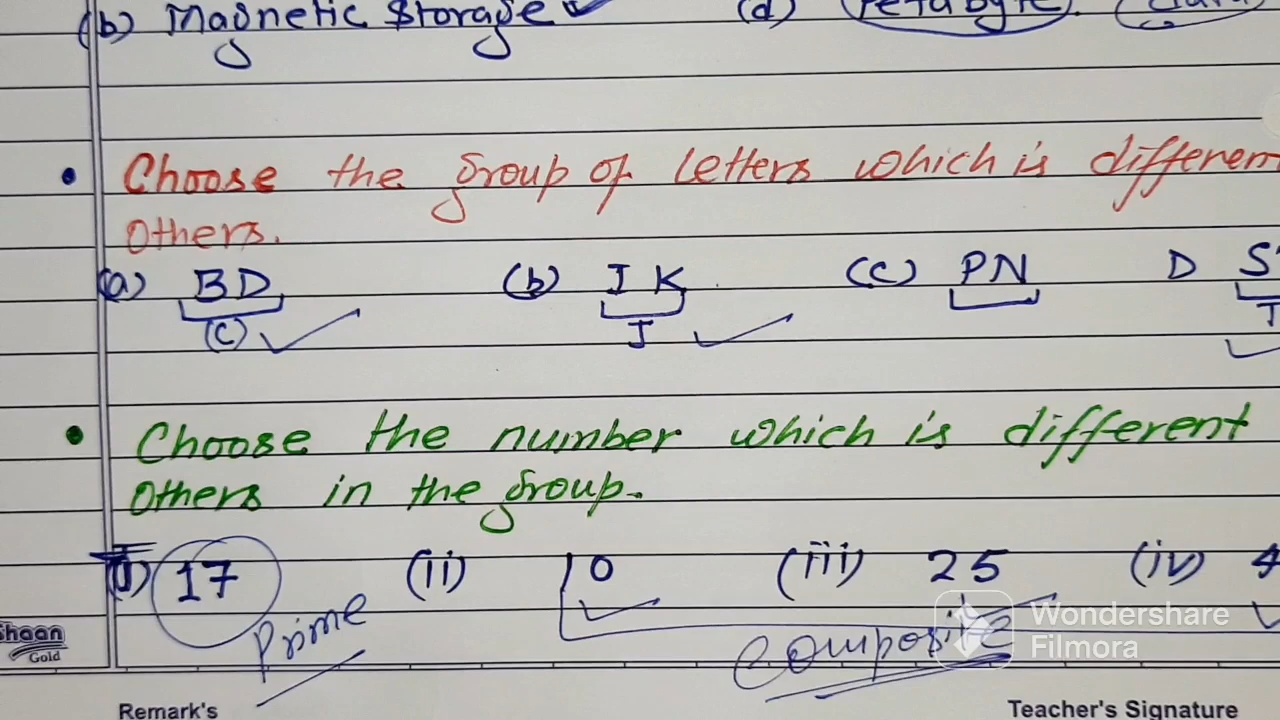 (b) Magnetic Storage (d) Petabyte
• Choose the group of letters which is differen
Others.
(a) BD (b) IK (c) PN D S
(C) J T
• Choose the number which is different
Others in the group.
(i) 17 (ii) 10 (iii) 25 (iv) 4
Prime Composite
Wondershare
Filmora
Shaan
Gold
Remark's Teacher's Signature